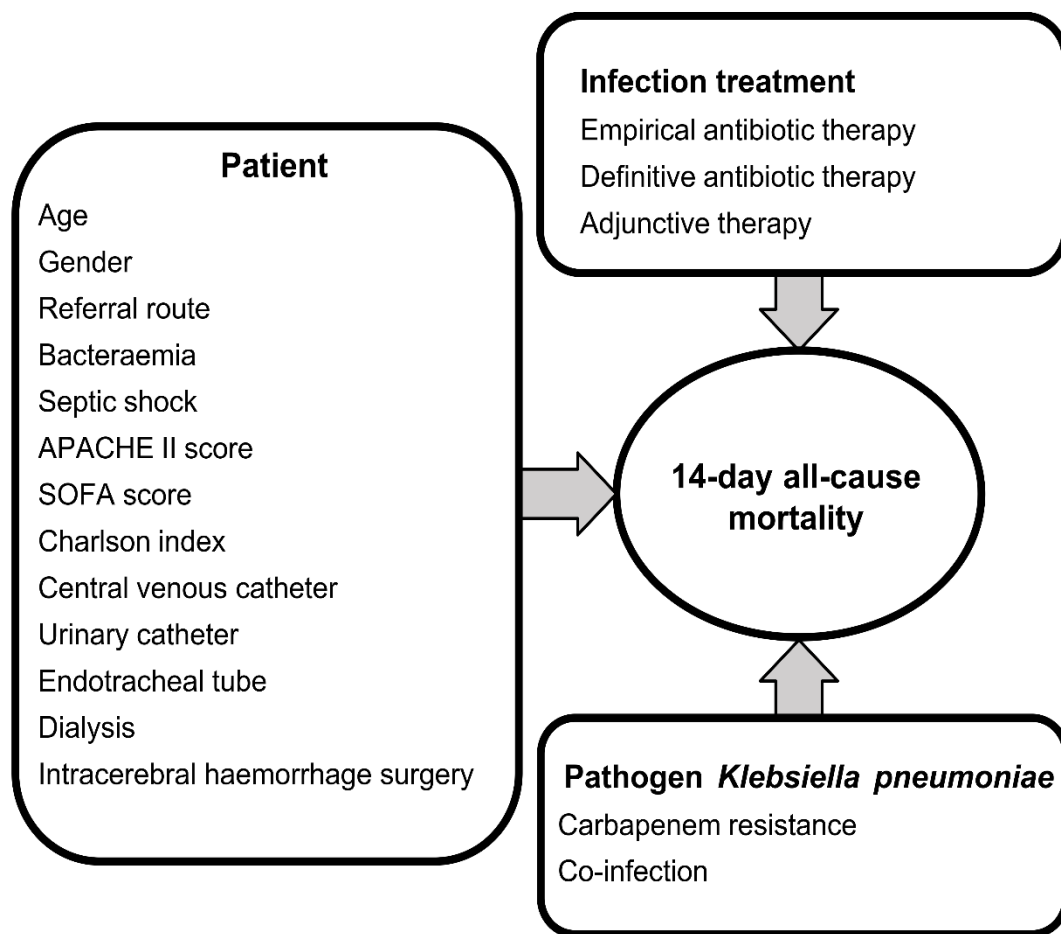 Patient
Age
Gender
Referral route
Bacteraemia
Septic shock
APACHE II score
SOFA score
Charlson index
Central venous catheter
Urinary catheter
Endotracheal tube
Dialysis
Intracerebral haemorrhage surgery
Infection treatment
Empirical antibiotic therapy
Definitive antibiotic therapy
Adjunctive therapy
14-day all-cause
mortality
Pathogen Klebsiella pneumoniae
Carbapenem resistance
Co-infection